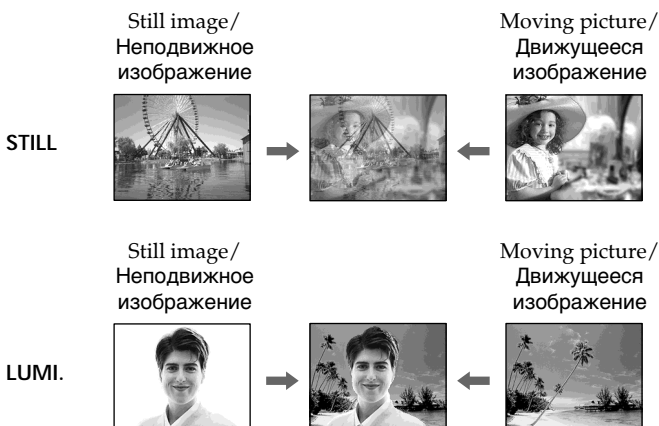 Still image/
Неподвижное
изображение
Moving picture/
Движущееся
изображение
STILL
Still image/
Неподвижное
изображение
Moving picture/
Движущееся
изображение
LUMI.